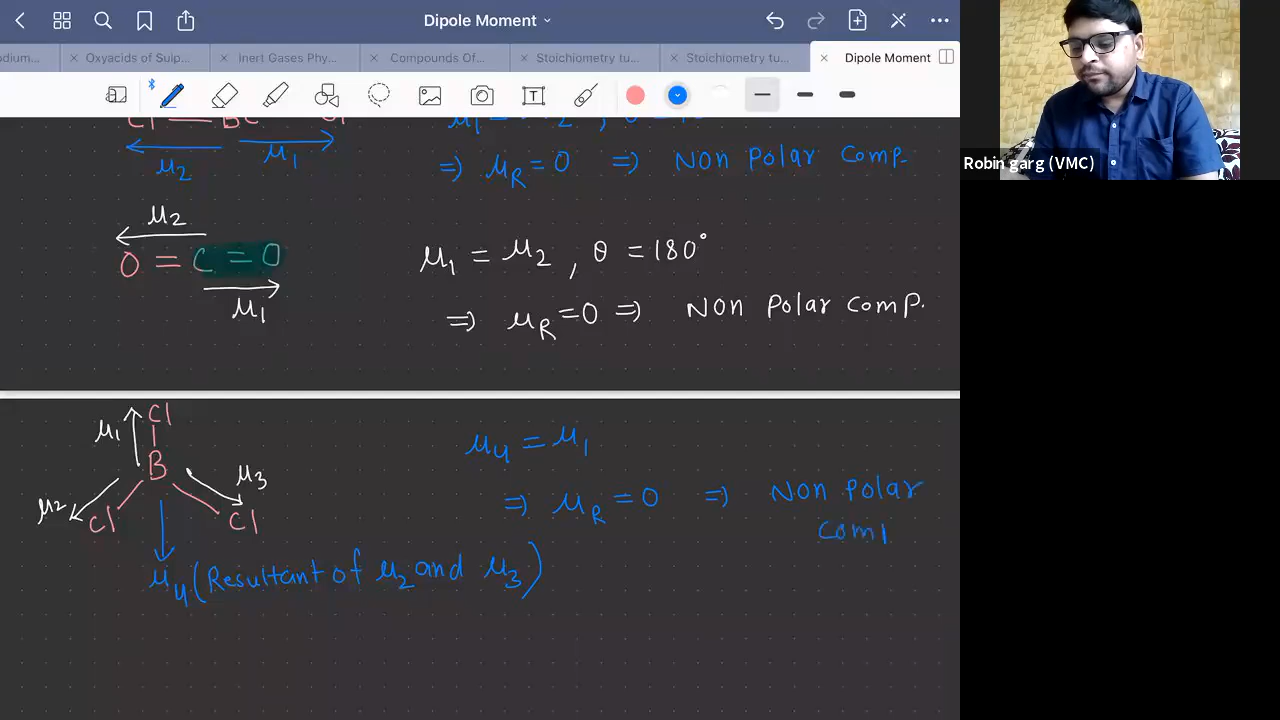 Dipole Moment
odium...
Oxyacids of Sulp...
Inert Gases Phy...
Compounds Of...
Stoichiometry tu...
Stoichiometry tu...
Dipole Moment
T
Robin garg (VMC)
μ2 μ1
⇒ μR = 0 ⇒ Non Polar Comp.
μ2
O = C = O
μ1
μ1 = μ2 , θ = 180°
⇒ μR = 0 ⇒ Non Polar Comp.
Cl
μ1
B
μ2 μ3
Cl Cl
μ4 (Resultant of μ2 and μ3)
μ4 = μ1
⇒ μR = 0 ⇒ Non Polar